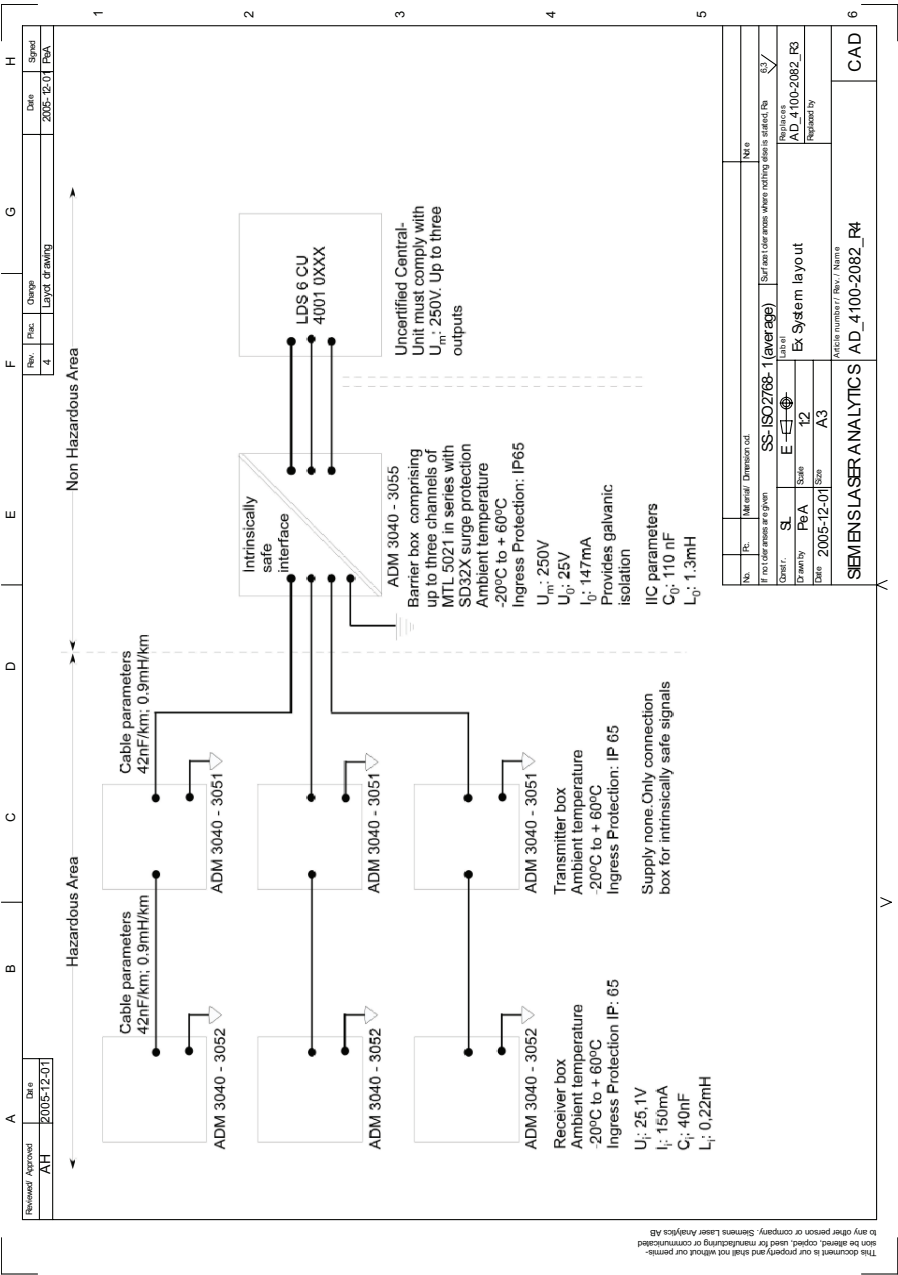 Reviewed/ Approved
Date
AH
2005-12-01
Rev.
Plac.
Change
Date
Signed
4
Layot drawing
2005-12-01
PeA
A
B
C
D
E
F
G
H
1
2
3
4
5
6
Hazardous Area
Non Hazardous Area
Cable parameters
42nF/km; 0.9mH/km
Cable parameters
42nF/km; 0.9mH/km
ADM 3040 - 3052
ADM 3040 - 3051
ADM 3040 - 3052
ADM 3040 - 3051
ADM 3040 - 3052
ADM 3040 - 3051
Intrinsically
safe
interface
LDS 6 CU
4001 0XXX
Receiver box
Ambient temperature
-20ºC to + 60ºC
Ingress Protection IP: 65
Ui: 25,1V
Ii: 150mA
Ci: 40nF
Li: 0,22mH
Transmitter box
Ambient temperature
-20ºC to + 60ºC
Ingress Protection: IP 65
Supply none.Only connection
box for intrinsically safe signals
ADM 3040 - 3055
Barrier box comprising
up to three channels of
MTL 5021 in series with
SD32X surge protection
Ambient temperature
-20ºC to + 60ºC
Ingress Protection: IP65
Um: 250V
U0: 25V
I0: 147mA
Provides galvanic
isolation
IIC parameters
C0: 110 nF
L0: 1.3mH
Uncertified Central-
Unit must comply with
Um: 250V. Up to three
outputs
No.
Pc.
Material/ Dimension od.
Note
If not tolerances are given
SS-ISO2768-1(average)
Surface tolerances where nothing else is stated, Ra
6,3
Constr.
SL
E
Label
Ex System layout
Replaces
AD_4100-2082_R3
Drawn by
PeA
Scale
1:2
Replaced by
Date
2005-12-01
Size
A3
SIEMENS LASER ANALYTICS
Article number/ Rev./ Name
AD_4100-2082_R4
CAD
This document is our property and shall not without our permis-
sion be altered, copied, used for manufacturing or communicated
to any other person or company. Siemens Laser Analytics AB